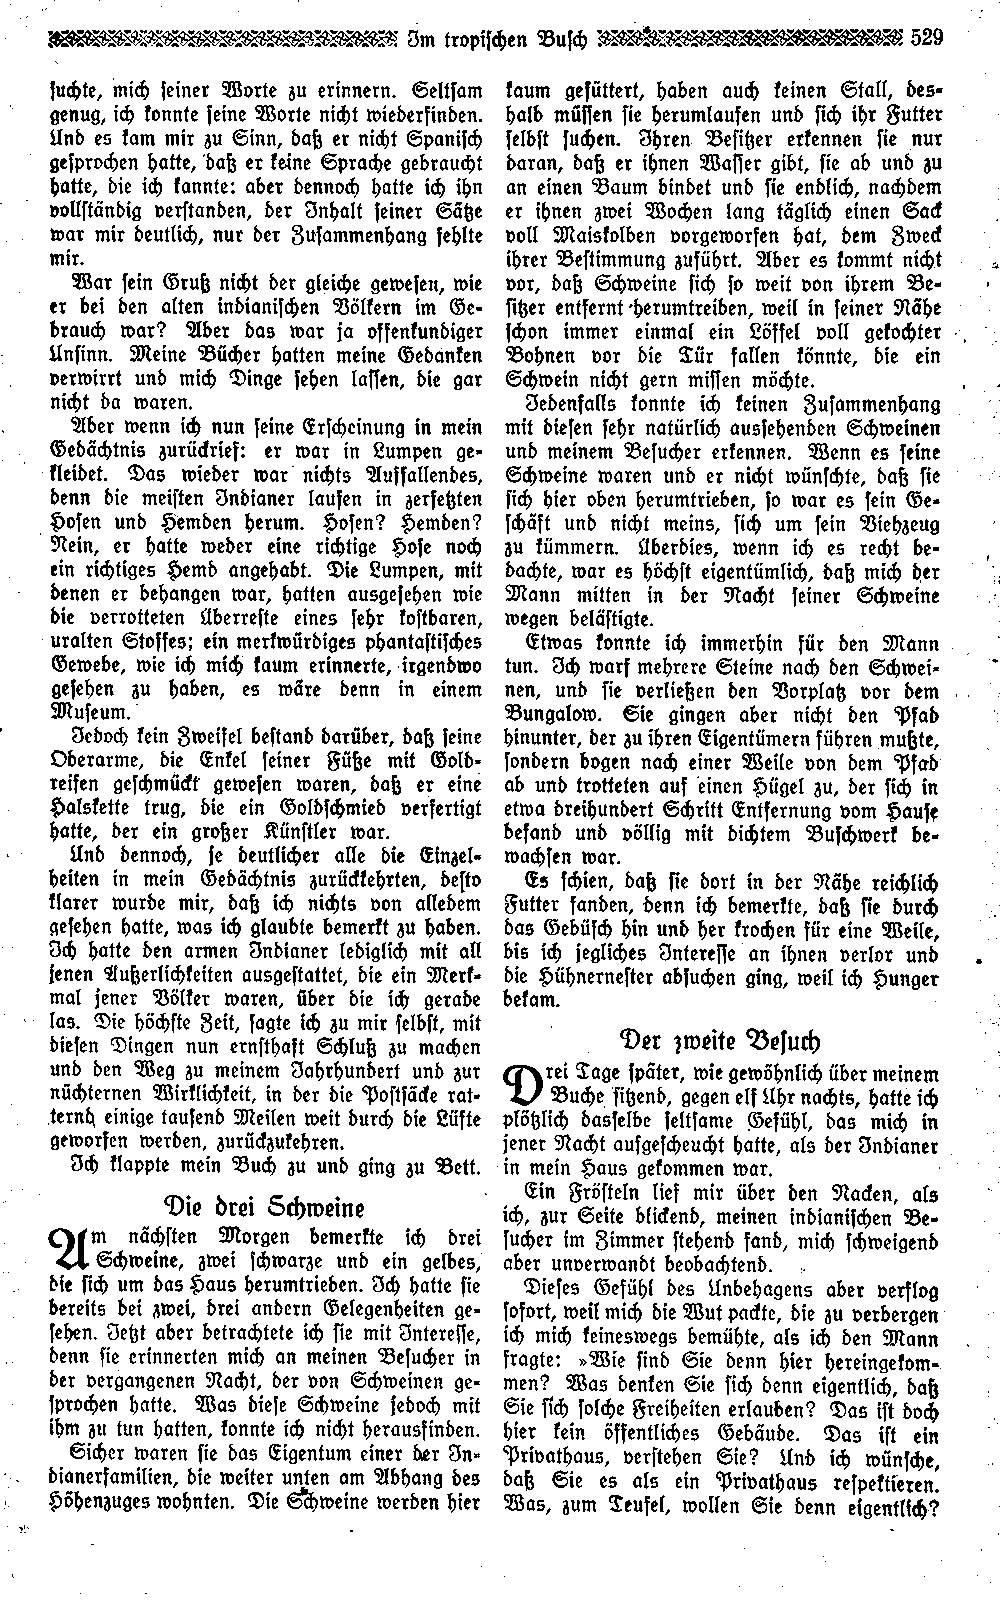 Im tropischen Busch 529
suchte, mich seiner Worte zu erinnern. Seltsam
genug, ich konnte seine Worte nicht wiederfinden.
Und es kam mir zu Sinn, daß er nicht Spanisch
gesprochen hatte, daß er keine Sprache gebraucht
hatte, die ich kannte: aber dennoch hatte ich ihn
vollständig verstanden, der Inhalt seiner Sätze
war mir deutlich, nur der Zusammenhang fehlte
mir.
War sein Gruß nicht der gleiche gewesen, wie
er bei den alten indianischen Völkern im Ge-
brauch war? Aber das war ja offenkundiger
Unsinn. Meine Bücher hatten meine Gedanken
verwirrt und mich Dinge sehen lassen, die gar
nicht da waren.
Aber wenn ich nun seine Erscheinung in mein
Gedächtnis zurückrief: er war in Lumpen ge-
kleidet. Das wieder war nichts Auffallendes,
denn die meisten Indianer laufen in zerfetzten
Hosen und Hemden herum. Hosen? Hemden?
Nein, er hatte weder eine richtige Hose noch
ein richtiges Hemd angehabt. Die Lumpen, mit
denen er behangen war, hatten ausgesehen wie
die verrotteten Überreste eines sehr kostbaren,
uralten Stoffes; ein merkwürdiges phantastisches
Gewebe, wie ich mich kaum erinnerte, irgendwo
gesehen zu haben, es wäre denn in einem
Museum.
Jedoch kein Zweifel bestand darüber, daß seine
Oberarme, die Enkel seiner Füße mit Gold-
reifen geschmückt gewesen waren, daß er eine
Halskette trug, die ein Goldschmied verfertigt
hatte, der ein großer Künstler war.
Und dennoch, je deutlicher alle die Einzel-
heiten in mein Gedächtnis zurückkehrten, desto
klarer wurde mir, daß ich nichts von alledem
gesehen hatte, was ich glaubte bemerkt zu haben.
Ich hatte den armen Indianer lediglich mit all
jenen Äußerlichkeiten ausgestattet, die ein Merk-
mal jener Völker waren, über die ich gerade
las. Die höchste Zeit, sagte ich zu mir selbst, mit
diesen Dingen nun ernsthaft Schluß zu machen
und den Weg zu meinem Jahrhundert und zur
nüchternen Wirklichkeit, in der die Postsäcke rat-
ternd einige tausend Meilen weit durch die Lüfte
geworfen werden, zurückzukehren.
Ich klappte mein Buch zu und ging zu Bett.
Die drei Schweine
Am nächsten Morgen bemerkte ich drei
Schweine, zwei schwarze und ein gelbes,
die sich um das Haus herumtrieben. Ich hatte sie
bereits bei zwei, drei andern Gelegenheiten ge-
sehen. Jetzt aber betrachtete ich sie mit Interesse,
denn sie erinnerten mich an meinen Besucher in
der vergangenen Nacht, der von Schweinen ge-
sprochen hatte. Was diese Schweine jedoch mit
ihm zu tun hatten, konnte ich nicht herausfinden.
Sicher waren sie das Eigentum einer der In-
dianerfamilien, die weiter unten am Abhang des
Höhenzuges wohnten. Die Schweine werden hier
kaum gefüttert, haben auch keinen Stall, des-
halb müssen sie herumlaufen und sich ihr Futter
selbst suchen. Ihren Besitzer erkennen sie nur
daran, daß er ihnen Wasser gibt, sie ab und zu
an einen Baum bindet und sie endlich, nachdem
er ihnen zwei Wochen lang täglich einen Sack
voll Maiskolben vorgeworfen hat, dem Zweck
ihrer Bestimmung zuführt. Aber es kommt nicht
vor, daß Schweine sich so weit von ihrem Be-
sitzer entfernt herumtreiben, weil in seiner Nähe
schon immer einmal ein Löffel voll gekochter
Bohnen vor die Tür fallen könnte, die ein
Schwein nicht gern missen möchte.
Jedenfalls konnte ich keinen Zusammenhang
mit diesen sehr natürlich aussehenden Schweinen
und meinem Besucher erkennen. Wenn es seine
Schweine waren und er nicht wünschte, daß sie
sich hier oben herumtrieben, so war es sein Ge-
schäft und nicht meins, sich um sein Viehzeug
zu kümmern. Überdies, wenn ich es recht be-
dachte, war es höchst eigentümlich, daß mich der
Mann mitten in der Nacht seiner Schweine
wegen belästigte.
Etwas konnte ich immerhin für den Mann
tun. Ich warf mehrere Steine nach den Schwei-
nen, und sie verließen den Vorplatz vor dem
Bungalow. Sie gingen aber nicht den Pfad
hinunter, der zu ihren Eigentümern führen mußte,
sondern bogen nach einer Weile von dem Pfad
ab und trotteten auf einen Hügel zu, der sich in
etwa dreihundert Schritt Entfernung vom Hause
befand und völlig mit dichtem Buschwerk be-
wachsen war.
Es schien, daß sie dort in der Nähe reichlich
Futter fanden, denn ich bemerkte, daß sie durch
das Gebüsch hin und her krochen für eine Weile,
bis ich jegliches Interesse an ihnen verlor und
die Hühnernester absuchen ging, weil ich Hunger
bekam.
Der zweite Besuch
Drei Tage später, wie gewöhnlich über meinem
Buche sitzend, gegen elf Uhr nachts, hatte ich
plötzlich dasselbe seltsame Gefühl, das mich in
jener Nacht aufgescheucht hatte, als der Indianer
in mein Haus gekommen war.
Ein Frösteln lief mir über den Nacken, als
ich, zur Seite blickend, meinen indianischen Be-
sucher im Zimmer stehend fand, mich schweigend
aber unverwandt beobachtend.
Dieses Gefühl des Unbehagens aber verflog
sofort, weil mich die Wut packte, die zu verbergen
ich mich keineswegs bemühte, als ich den Mann
fragte: »Wie sind Sie denn hier hereingekom-
men? Was denken Sie sich denn eigentlich, daß
Sie sich solche Freiheiten erlauben? Das ist doch
hier kein öffentliches Gebäude. Das ist ein
Privathaus, verstehen Sie? Und ich wünsche,
daß Sie es als ein Privathaus respektieren.
Was, zum Teufel, wollen Sie denn eigentlich?